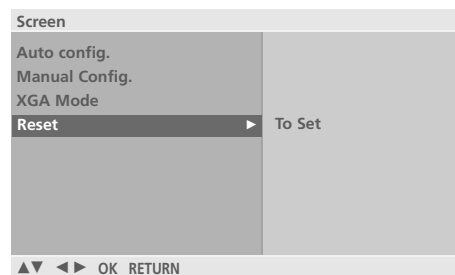 Screen
Auto config.
Manual Config.
XGA Mode
Reset ► To Set
▲▼ ◄► OK RETURN